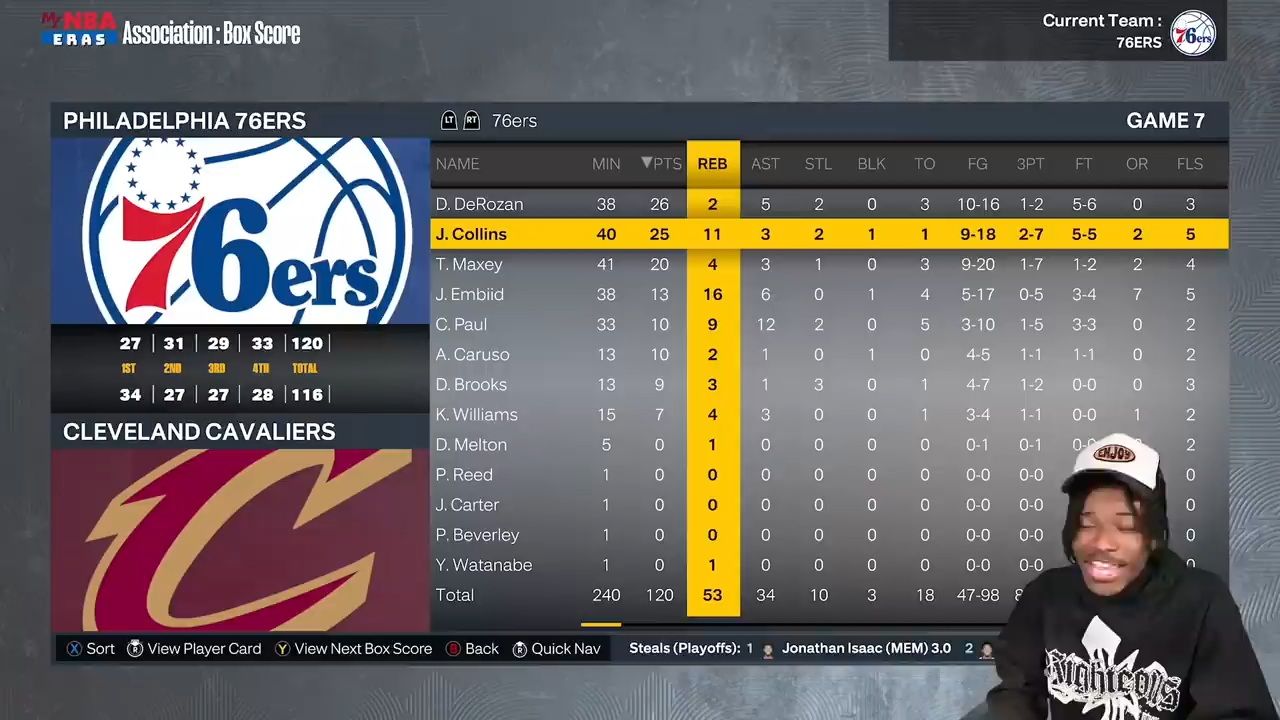 My NBA ERAS Association : Box Score
Current Team :
76ERS
76ers
PHILADELPHIA 76ERS
76ers
27 | 31 | 29 | 33 | 120 |
1ST 2ND 3RD 4TH TOTAL
34 | 27 | 27 | 28 | 116 |
CLEVELAND CAVALIERS
C
LT RT 76ers GAME 7
NAME MIN ▼PTS REB AST STL BLK TO FG 3PT FT OR FLS
D. DeRozan 38 26 2 5 2 0 3 10-16 1-2 5-6 0 3
J. Collins 40 25 11 3 2 1 1 9-18 2-7 5-5 2 5
T. Maxey 41 20 4 3 1 0 3 9-20 1-7 1-2 2 4
J. Embiid 38 13 16 6 0 1 4 5-17 0-5 3-4 7 5
C. Paul 33 10 9 12 2 0 5 3-10 1-5 3-3 0 2
A. Caruso 13 10 2 1 0 1 0 4-5 1-1 1-1 0 2
D. Brooks 13 9 3 1 3 0 1 4-7 1-2 0-0 0 3
K. Williams 15 7 4 3 0 0 1 3-4 1-1 0-0 1 2
D. Melton 5 0 1 0 0 0 0 0-1 0-1 2
P. Reed 1 0 0 0 0 0 0 0-0 0-0 0
J. Carter 1 0 0 0 0 0 0 0-0 0-0 0
P. Beverley 1 0 0 0 0 0 0 0-0 0-0 0
Y. Watanabe 1 0 1 0 0 0 0 0-0 0-0
Total 240 120 53 34 10 3 18 47-98
X Sort R View Player Card Y View Next Box Score B Back R Quick Nav Steals (Playoffs): 1 Jonathan Isaac (MEM) 3.0 2
ENJOY
Righteous